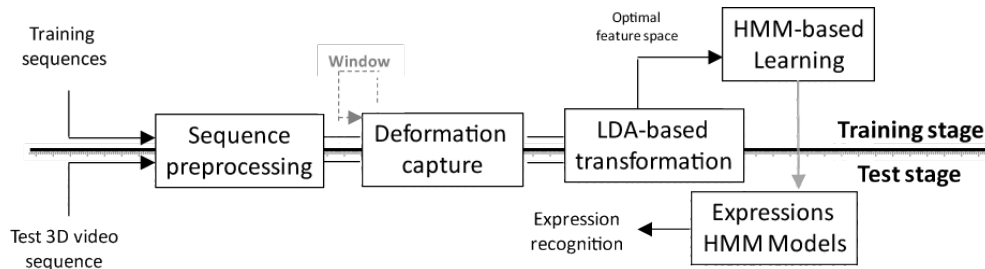 Training
sequences
Window
Optimal
feature space
HMM-based
Learning
Sequence
preprocessing
Deformation
capture
LDA-based
transformation
Training stage
Test stage
Test 3D video
sequence
Expression
recognition
Expressions
HMM Models